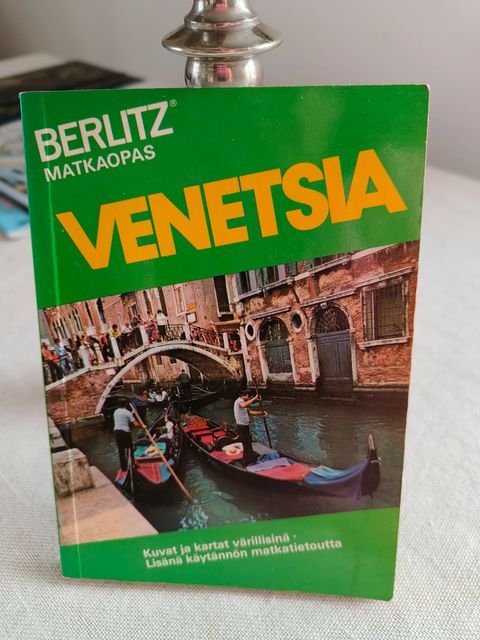 BERLITZ®
MATKAOPAS
VENETSIA
Kuvat ja kartat värillisinä ·
Lisänä käytännön matkatietoutta